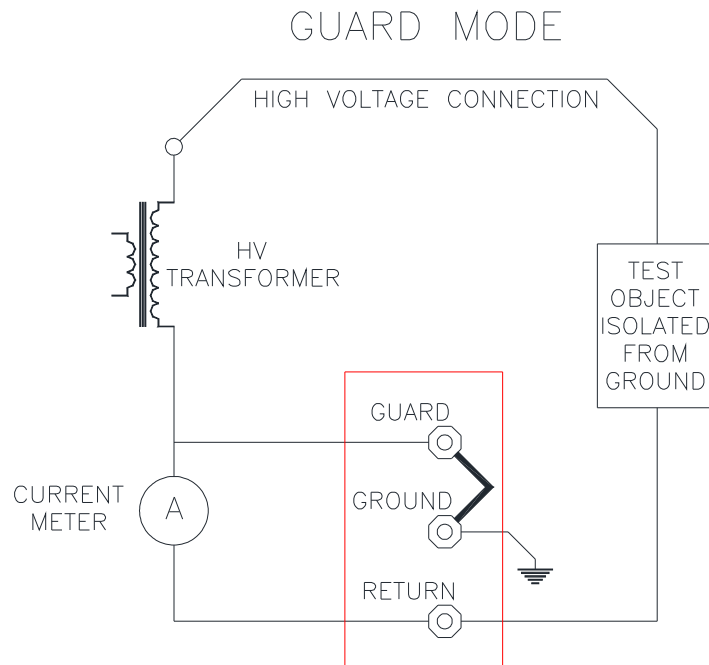 GUARD MODE
HIGH VOLTAGE CONNECTION
HV
TRANSFORMER
TEST
OBJECT
ISOLATED
FROM
GROUND
GUARD
GROUND
CURRENT
METER
A
RETURN